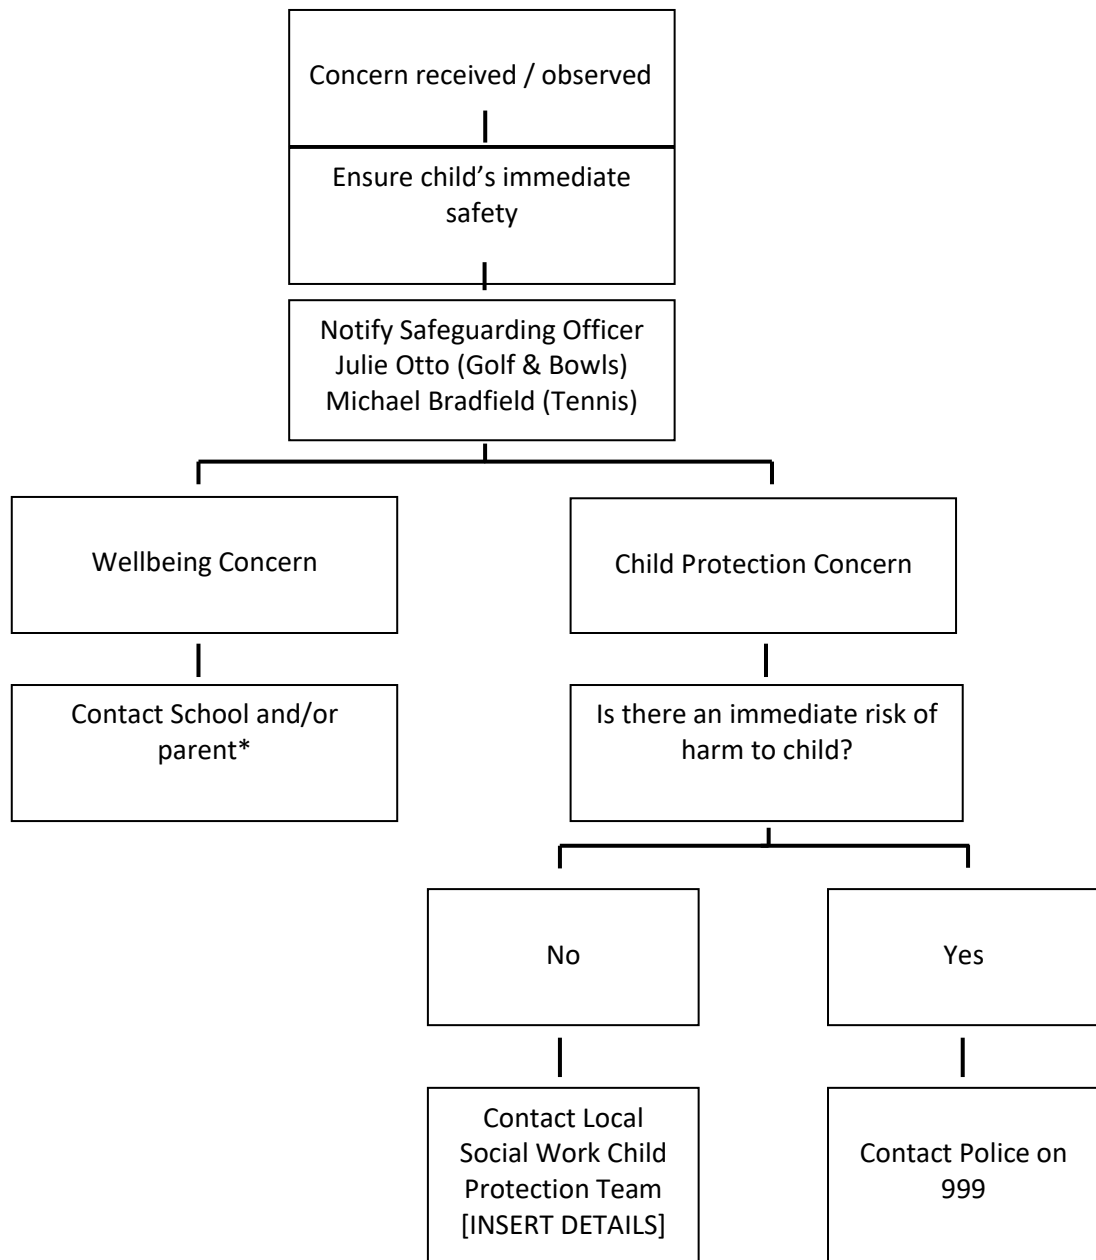 Concern received / observed
Ensure child’s immediate
safety
Notify Safeguarding Officer
Julie Otto (Golf & Bowls)
Michael Bradfield (Tennis)
Wellbeing Concern
Child Protection Concern
Contact School and/or
parent*
Is there an immediate risk of
harm to child?
No
Yes
Contact Local
Social Work Child
Protection Team
[INSERT DETAILS]
Contact Police on
999